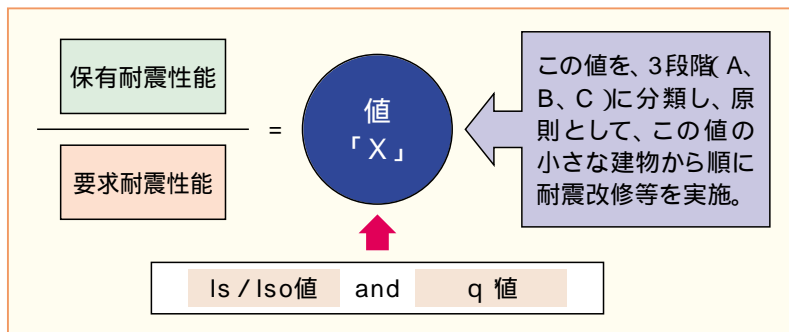 保有耐震性能
要求耐震性能
=
値
「X」
この値を、3段階(A、
B、C)に分類し、原
則として、この値の
小さな建物から順に
耐震改修等を実施。
Is/Iso値 and q値